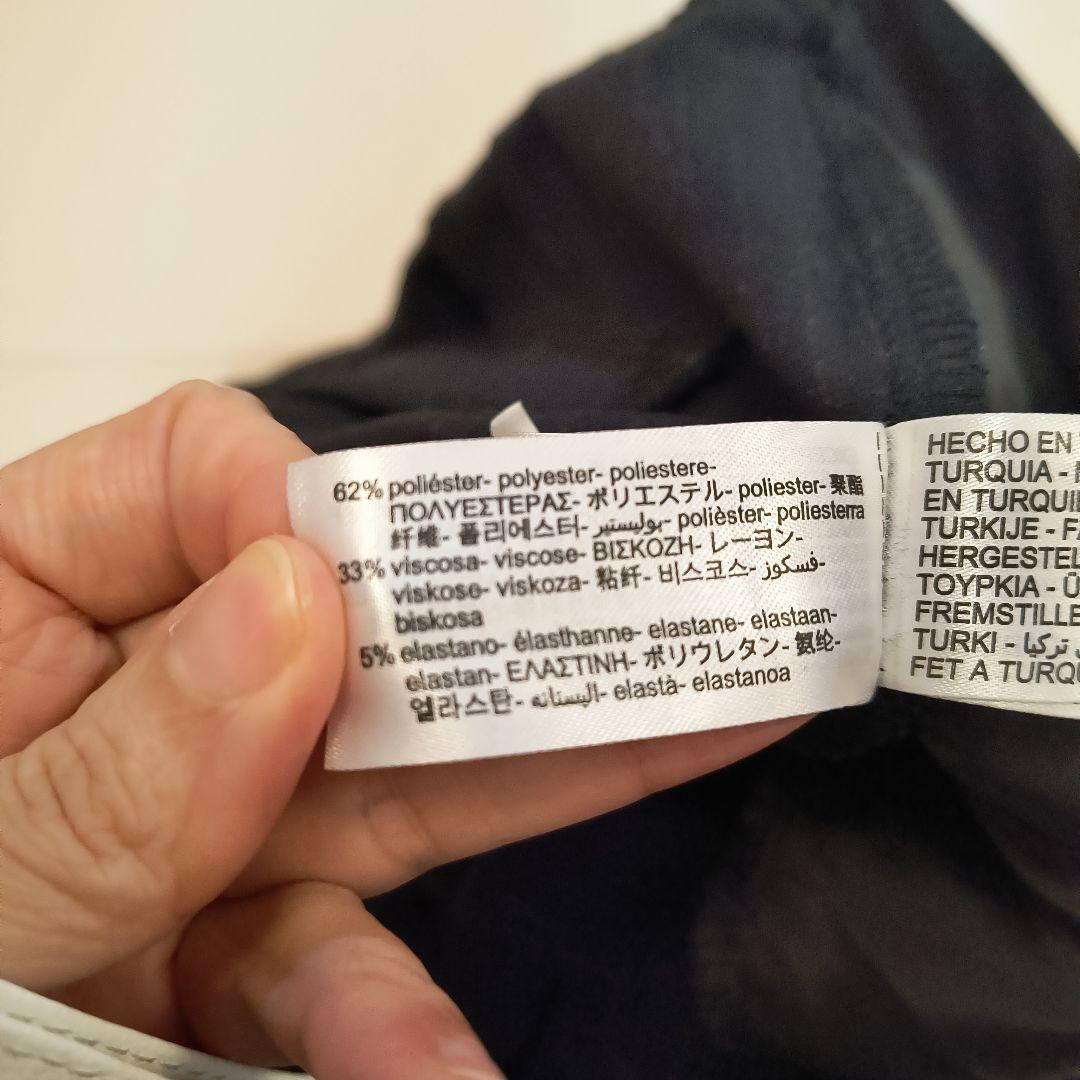 62% poliéster- polyester- poliestere-
ΠΟΛΥΕΣΤΕΡΑΣ- ポリエステル- poliester- 聚酯
纤维- 폴리에스터- بوليستير- polièster- poliesterra
33% viscosa- viscose- ΒΙΣΚΟΖΗ- レーヨン-
viskose- viskoza- 粘纤- 비스코스- فسكوز-
biskosa
5% elastano- élasthanne- elastane- elastaan-
elastan- ΕΛΑΣΤΙΝΗ- ポリウレタン- 氨纶-
엘라스탄- اليستانه- elastà- elastanoa
HECHO EN
TURQUIA -
EN TURQUIE
TURKIJE -
HERGESTEL
ΤΟΥΡΚΙΑ -
FREMSTILLE
TURKI - تركيا
FET A TURQU